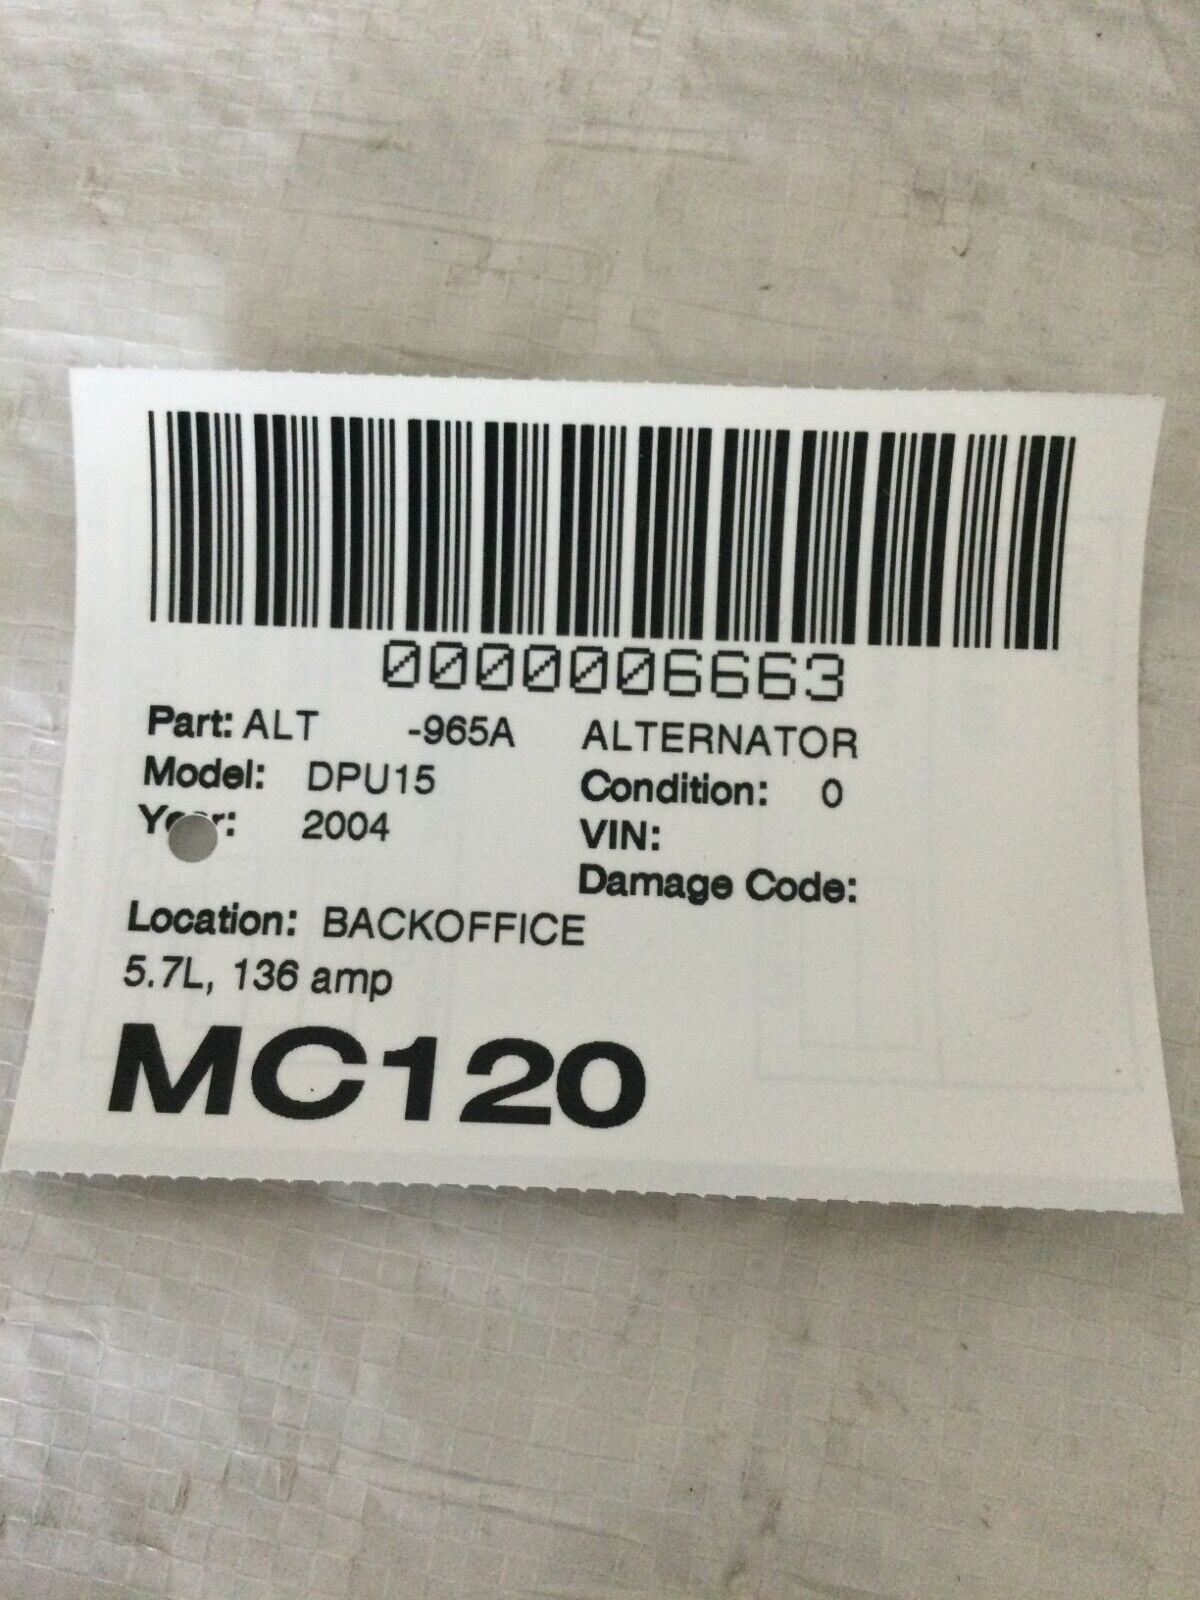 0000006663
Part: ALT -965A ALTERNATOR
Model: DPU15 Condition: 0
Year: 2004 VIN:
Damage Code:
Location: BACKOFFICE
5.7L, 136 amp
MC120